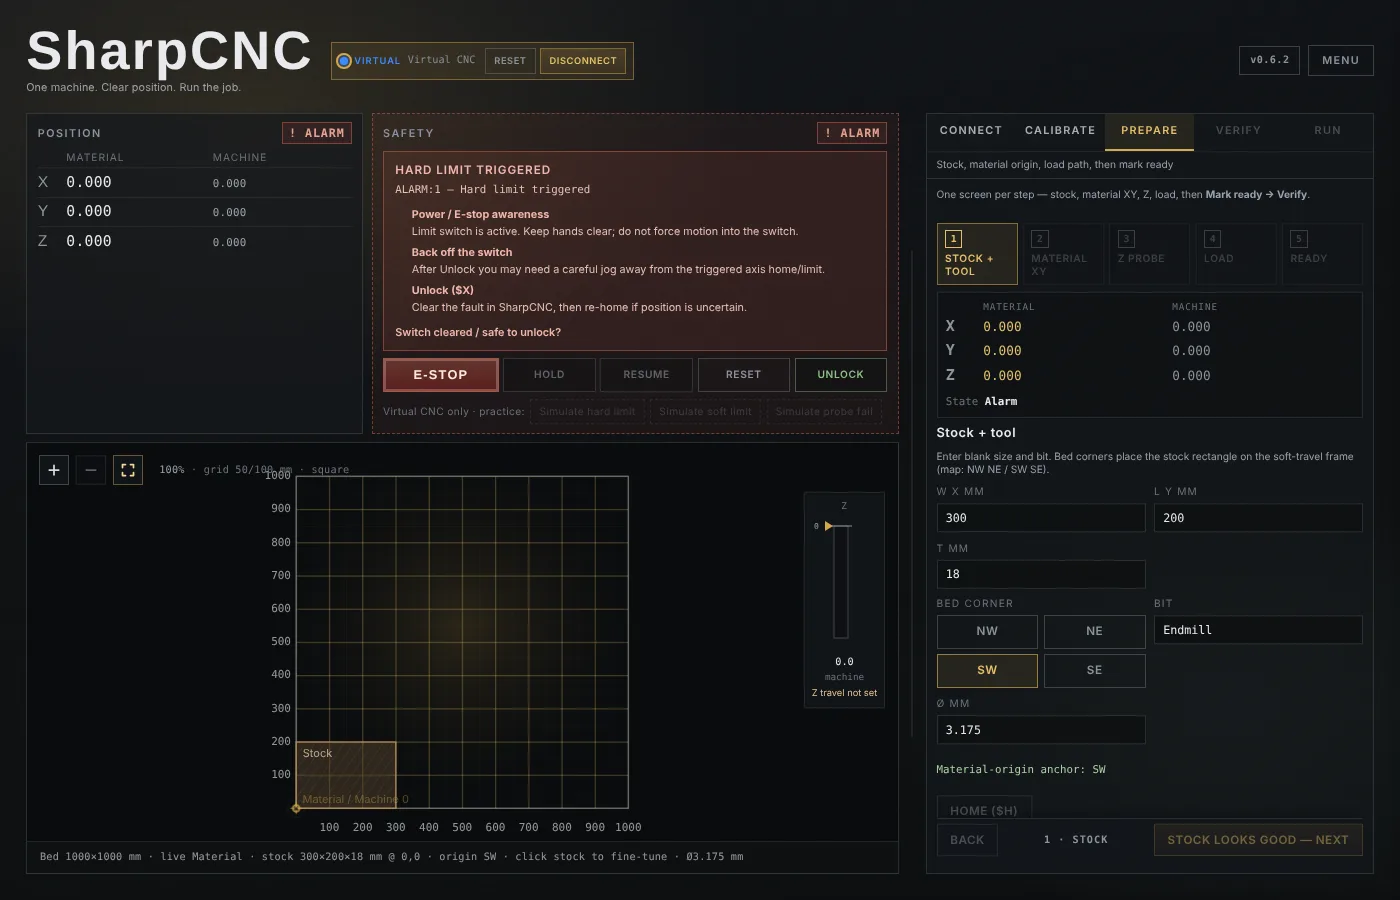 SharpCNC
One machine. Clear position. Run the job.
VIRTUAL Virtual CNC RESET DISCONNECT
v0.6.2 MENU
POSITION ! ALARM
MATERIAL MACHINE
X 0.000 0.000
Y 0.000 0.000
Z 0.000 0.000
SAFETY ! ALARM
HARD LIMIT TRIGGERED
ALARM:1 — Hard limit triggered
Power / E-stop awareness
Limit switch is active. Keep hands clear; do not force motion into the switch.
Back off the switch
After Unlock you may need a careful jog away from the triggered axis home/limit.
Unlock ($X)
Clear the fault in SharpCNC, then re-home if position is uncertain.
Switch cleared / safe to unlock?
E-STOP HOLD RESUME RESET UNLOCK
Virtual CNC only · practice: Simulate hard limit Simulate soft limit Simulate probe fail
+ − 100% · grid 50/100 mm · square
1000
900
800
700
600
500
400
300
200
100
Stock
Material / Machine 0
100 200 300 400 500 600 700 800 900 1000
Z
0
0.0
machine
Z travel not set
Bed 1000×1000 mm · live Material · stock 300×200×18 mm @ 0,0 · origin SW · click stock to fine-tune · Ø3.175 mm
CONNECT CALIBRATE PREPARE VERIFY RUN
Stock, material origin, load path, then mark ready
One screen per step — stock, material XY, Z, load, then Mark ready → Verify.
1 2 3 4 5
STOCK + MATERIAL Z PROBE LOAD READY
TOOL XY
MATERIAL MACHINE
X 0.000 0.000
Y 0.000 0.000
Z 0.000 0.000
State Alarm
Stock + tool
Enter blank size and bit. Bed corners place the stock rectangle on the soft-travel frame
(map: NW NE / SW SE).
W X MM L Y MM
300 200
T MM
18
BED CORNER BIT
NW NE Endmill
SW SE
Ø MM
3.175
Material-origin anchor: SW
HOME ($H)
BACK 1 · STOCK STOCK LOOKS GOOD — NEXT